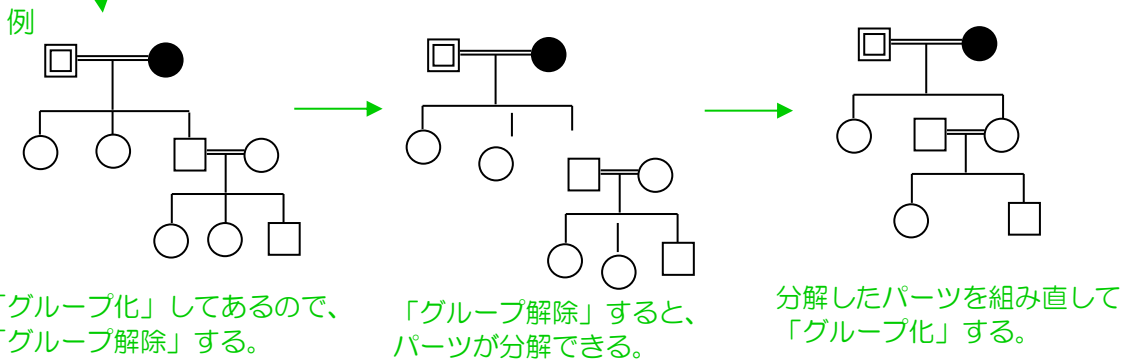 例
「グループ化」してあるので、
「グループ解除」する。
「グループ解除」すると、
パーツが分解できる。
分解したパーツを組み直して
「グループ化」する。